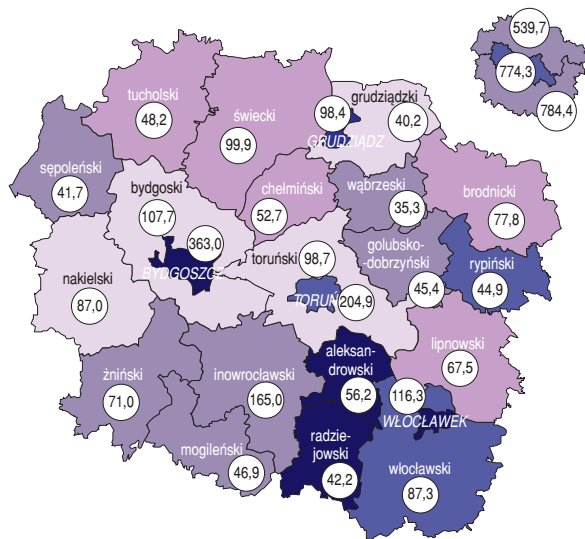 539,7
774,3
784,4
tucholski
48,2
świecki
99,9
98,4
GRUDZIĄDZ
grudziądzki
40,2
sępoleński
41,7
bydgoski
107,7
363,0
BYDGOSZCZ
chełmiński
52,7
wąbrzeski
35,3
brodnicki
77,8
golubsko-
dobrzyński
45,4
rypiński
44,9
nakielski
87,0
toruński
98,7
TORUŃ
204,9
lipnowski
67,5
aleksan-
drowski
56,2
116,3
WŁOCŁAWEK
żniński
71,0
inowrocławski
165,0
mogileński
46,9
radzie-
jowski
42,2
włocławski
87,3